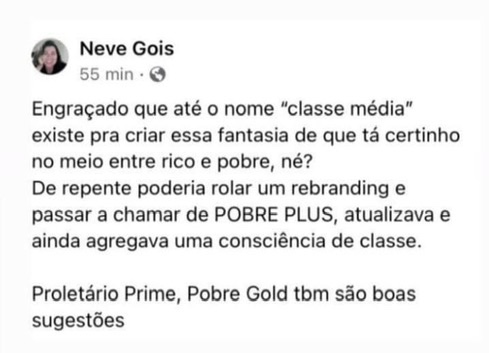 Neve Gois
55 min ·
Engraçado que até o nome “classe média”
existe pra criar essa fantasia de que tá certinho
no meio entre rico e pobre, né?
De repente poderia rolar um rebranding e
passar a chamar de POBRE PLUS, atualizava e
ainda agregava uma consciência de classe.
Proletário Prime, Pobre Gold tbm são boas
sugestões